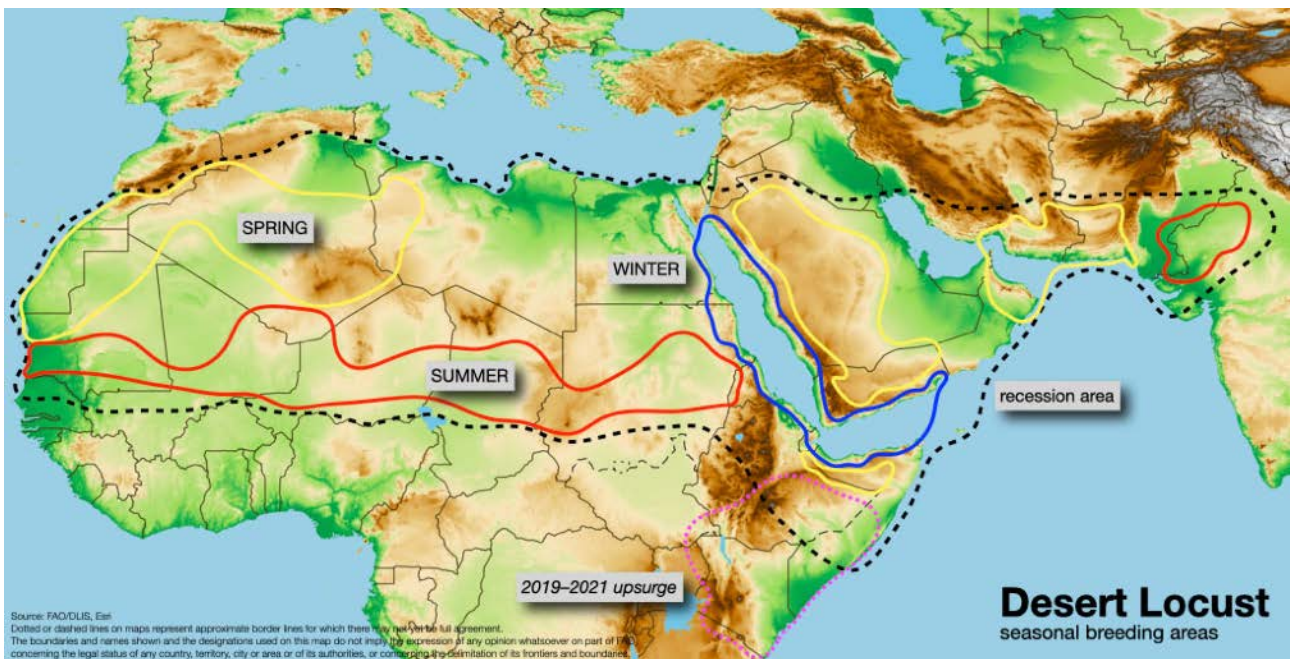 SPRING
WINTER
SUMMER
recession area
2019–2021 upsurge
Desert Locust
seasonal breeding areas
Source: FAO/DLIS, Esri
Dotted or dashed lines on maps represent approximate border lines for which there may not yet be full agreement.
The boundaries and names shown and the designations used on this map do not imply the expression of any opinion whatsoever on part of FAO
concerning the legal status of any country, territory, city or area or of its authorities, or concerning the delimitation of its frontiers and boundaries.